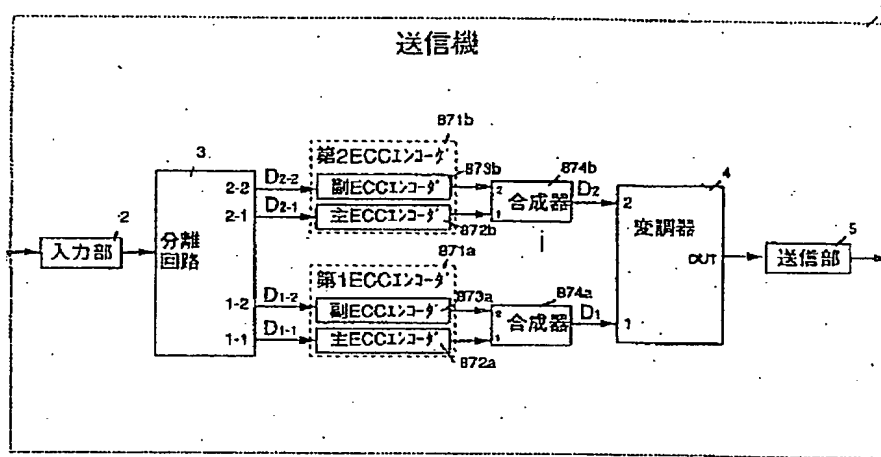 送信機
871b
3
第2ECCエンコーダ
873b
874b
D2-2
2-2
副ECCエンコーダ
2
D2
4
2
D2-1
2-1
主ECCエンコーダ
1
合成器
872b
2
入力部
分離
回路
変調器
OUT
5
送信部
871a
第1ECCエンコーダ
873a
874a
D1-2
1-2
副ECCエンコーダ
2
D1
1
D1-1
1-1
主ECCエンコーダ
1
合成器
872a